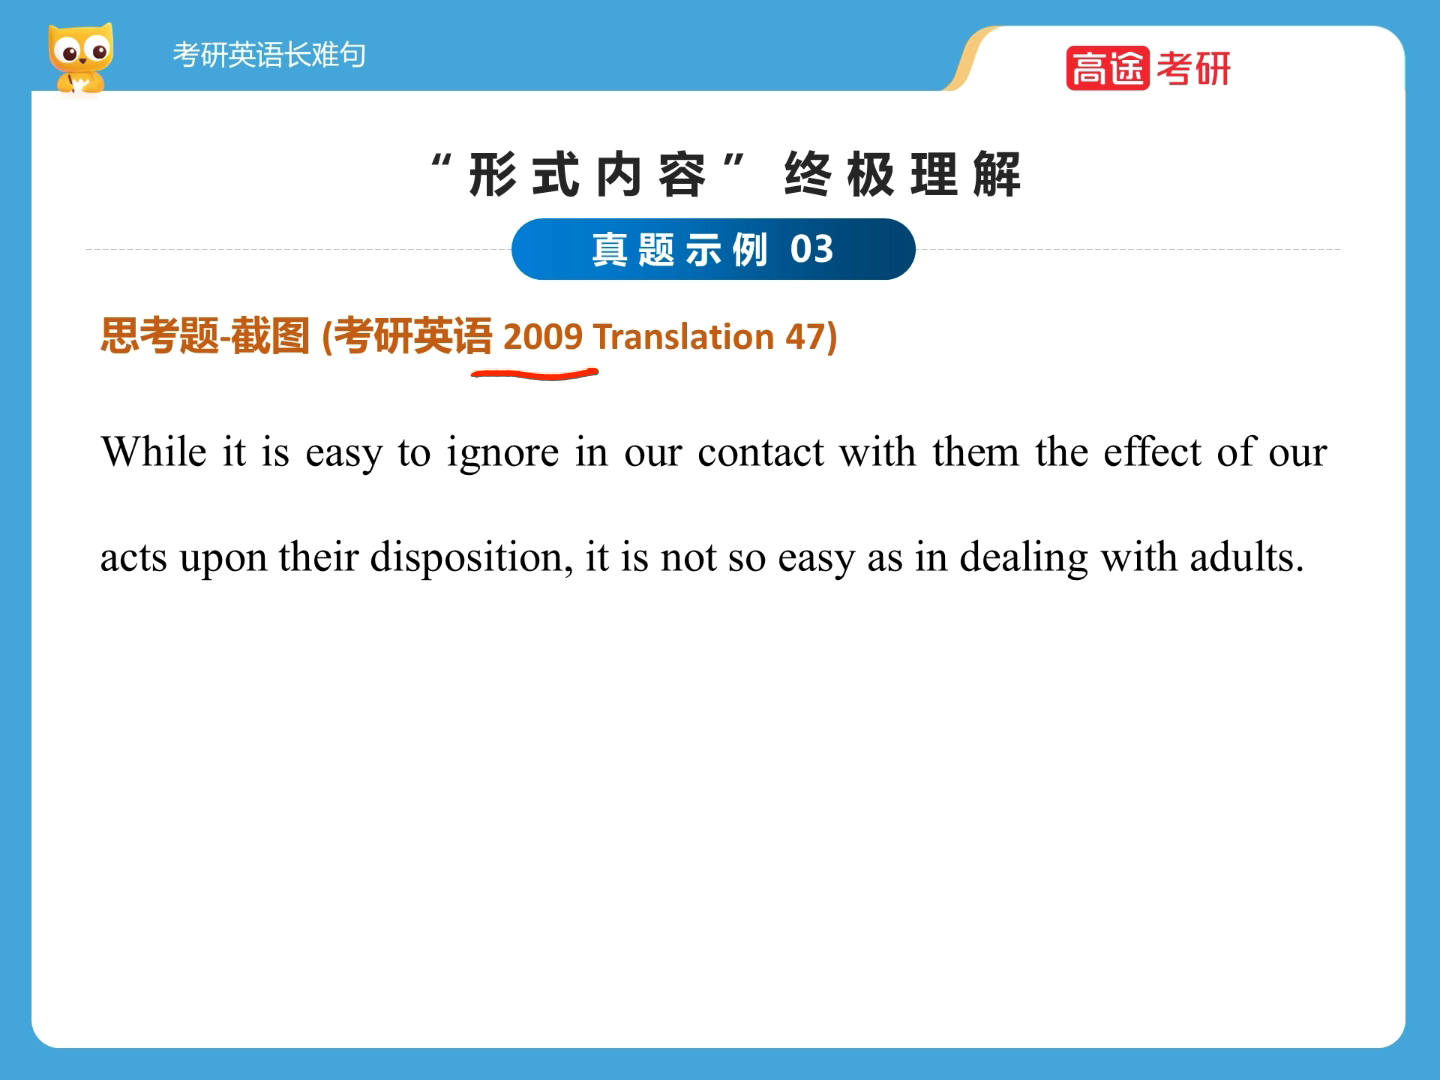 考研英语长难句
高途考研
“形式内容”终极理解
真题示例 03
思考题-截图 (考研英语 2009 Translation 47)
While it is easy to ignore in our contact with them the effect of our
acts upon their disposition, it is not so easy as in dealing with adults.